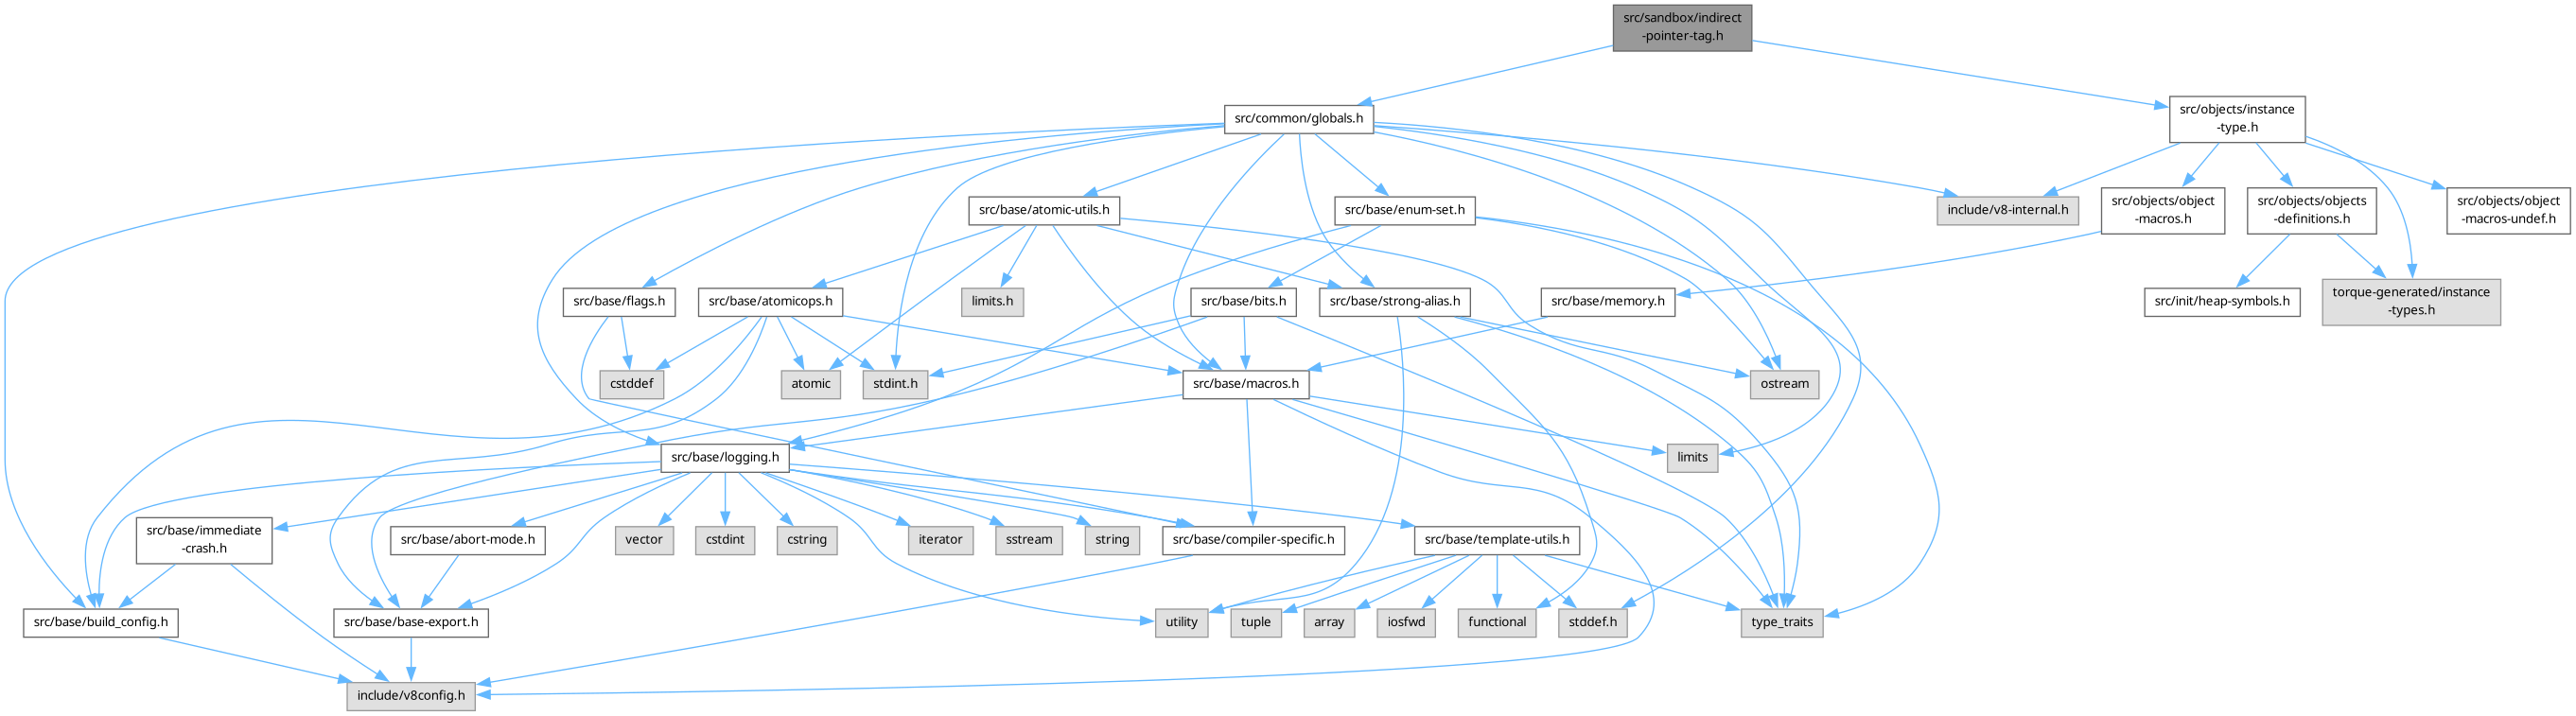 src/sandbox/indirect
-pointer-tag.h
src/common/globals.h
src/objects/instance
-type.h
src/base/atomic-utils.h
src/base/enum-set.h
include/v8-internal.h
src/objects/object
-macros.h
src/objects/objects
-definitions.h
src/objects/object
-macros-undef.h
src/base/flags.h
src/base/atomicops.h
limits.h
src/base/bits.h
src/base/strong-alias.h
src/base/memory.h
src/init/heap-symbols.h
torque-generated/instance
-types.h
cstddef
atomic
stdint.h
src/base/macros.h
ostream
src/base/logging.h
limits
src/base/immediate
-crash.h
src/base/abort-mode.h
vector
cstdint
cstring
iterator
sstream
string
src/base/compiler-specific.h
src/base/template-utils.h
src/base/build_config.h
src/base/base-export.h
utility
tuple
array
iosfwd
functional
stddef.h
type_traits
include/v8config.h